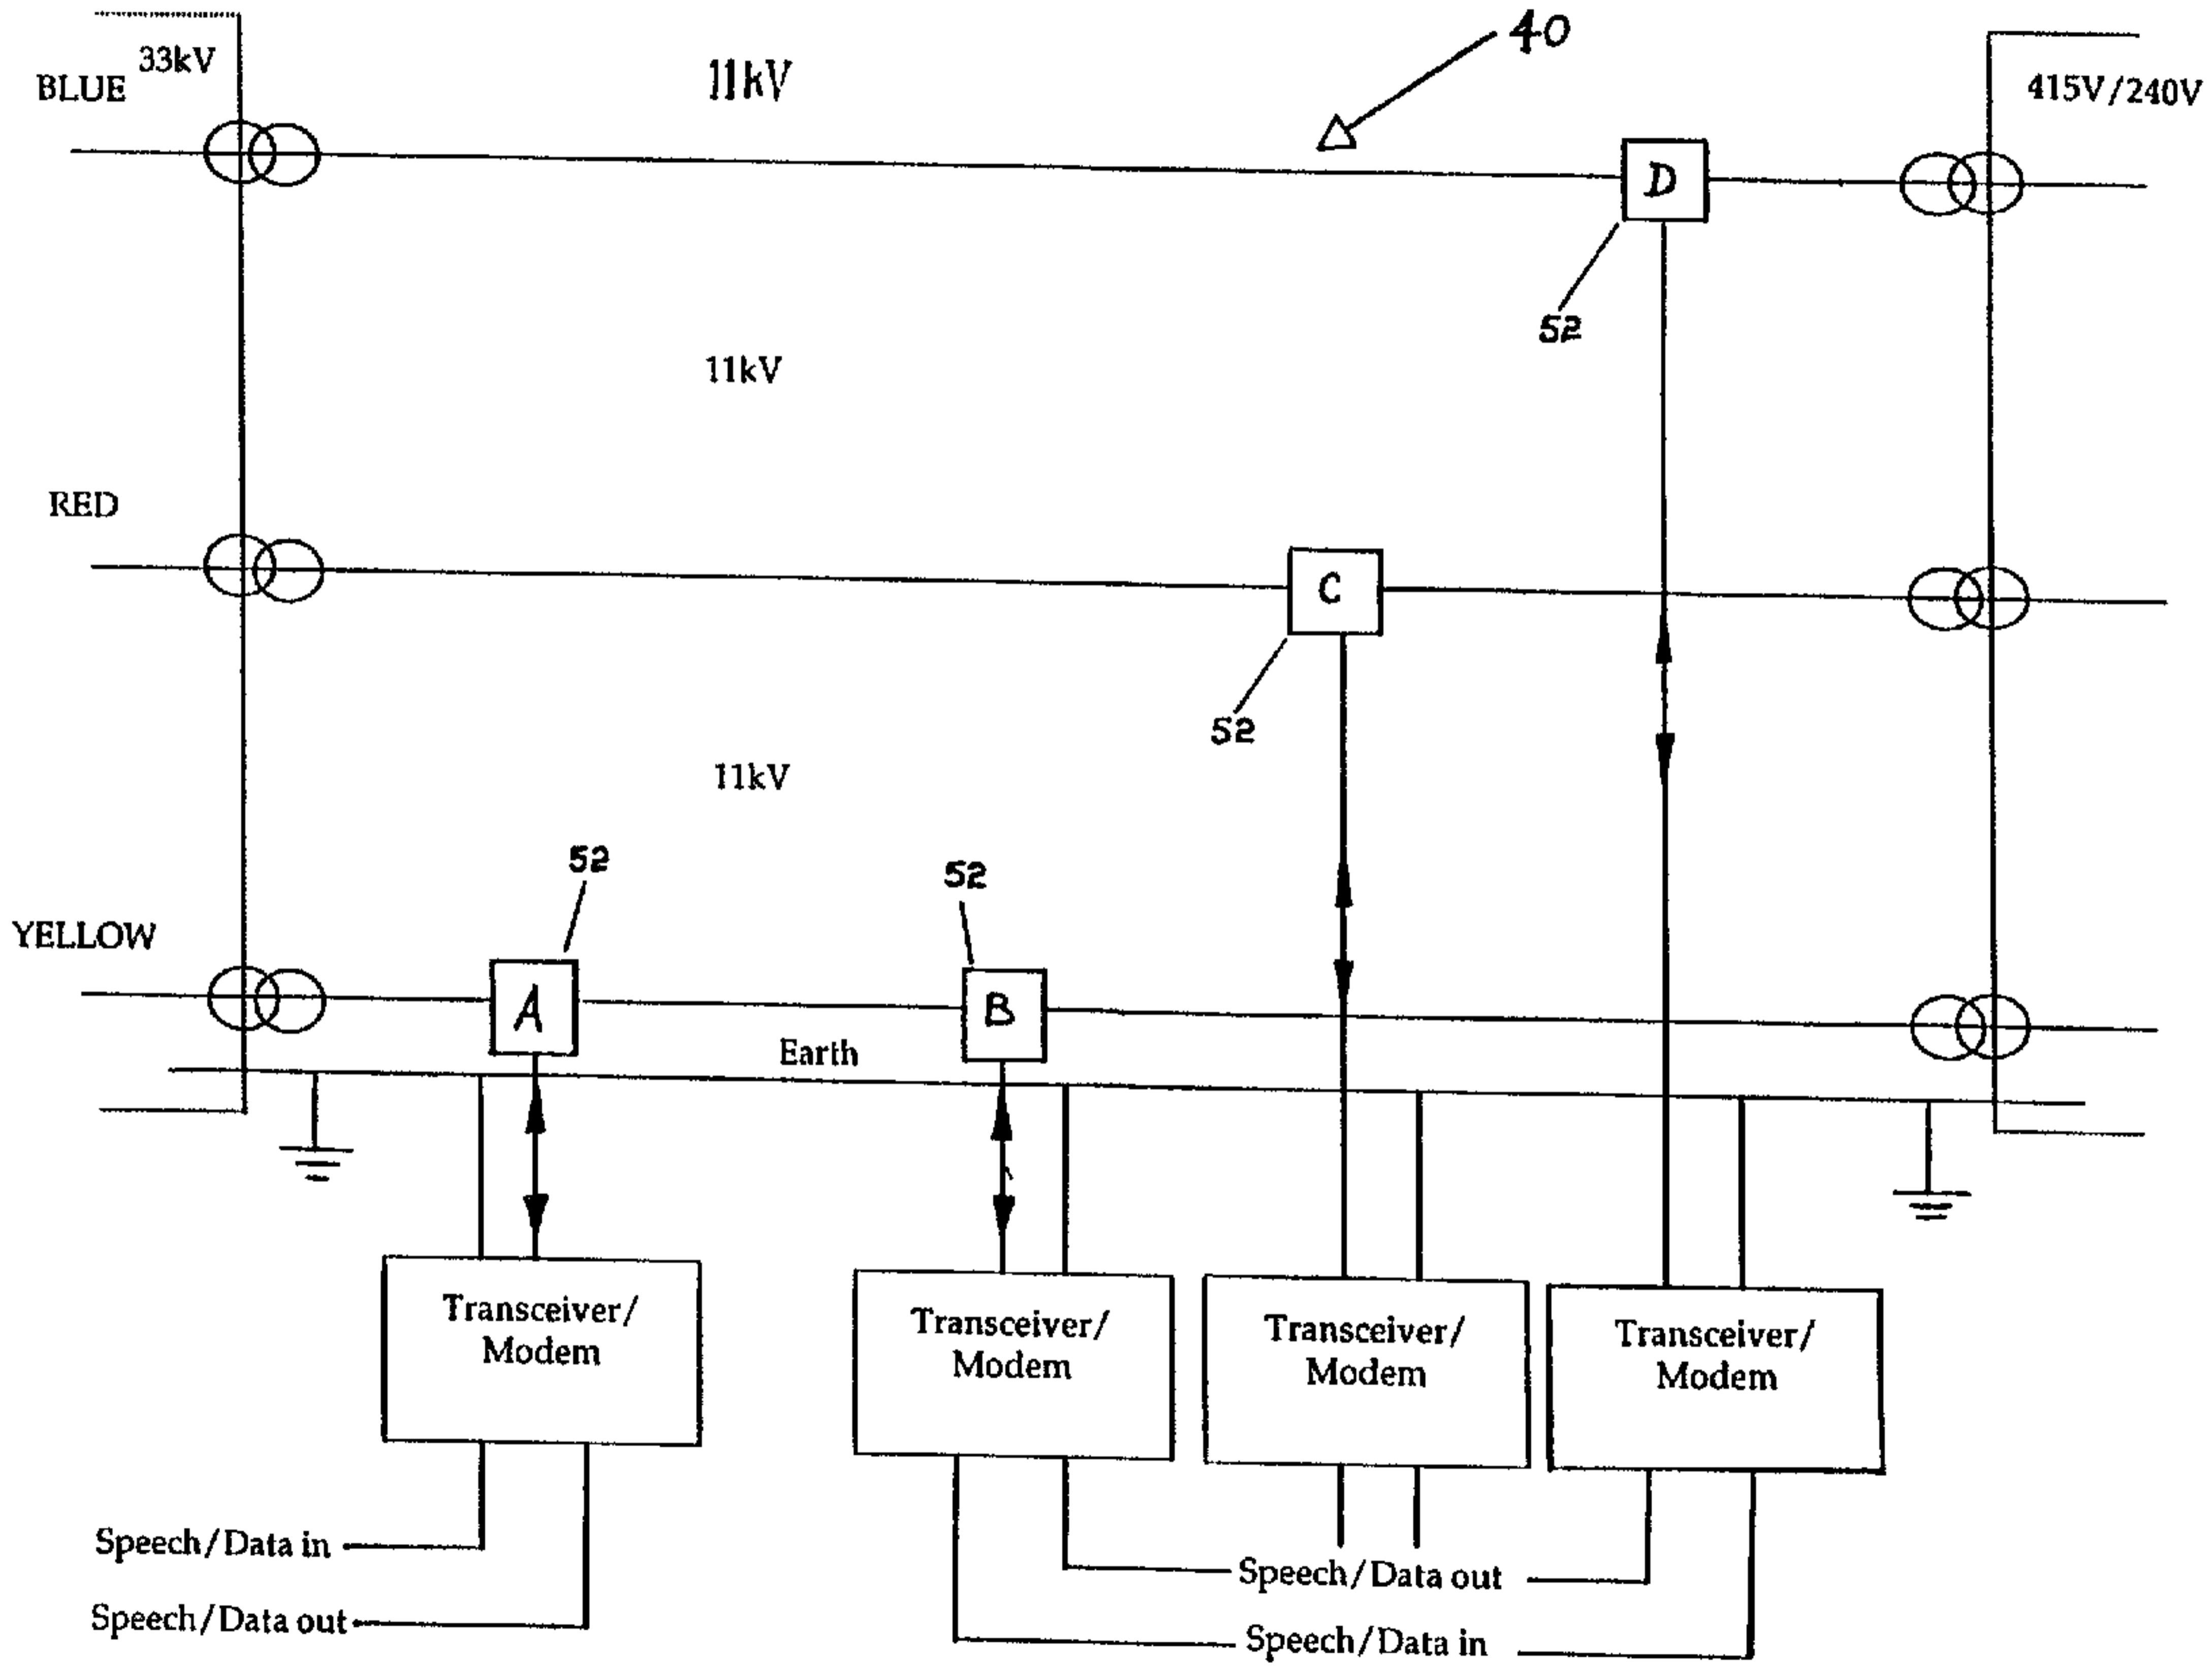 40
33kV
11kV
BLUE
415V/240V
D
52
11kV
RED
C
52
11kV
52
52
YELLOW
A
B
Earth
Transceiver/
Modem
Transceiver/
Modem
Transceiver/
Modem
Transceiver/
Modem
Speech/Data in
Speech/Data out
Speech/Data out
Speech/Data in